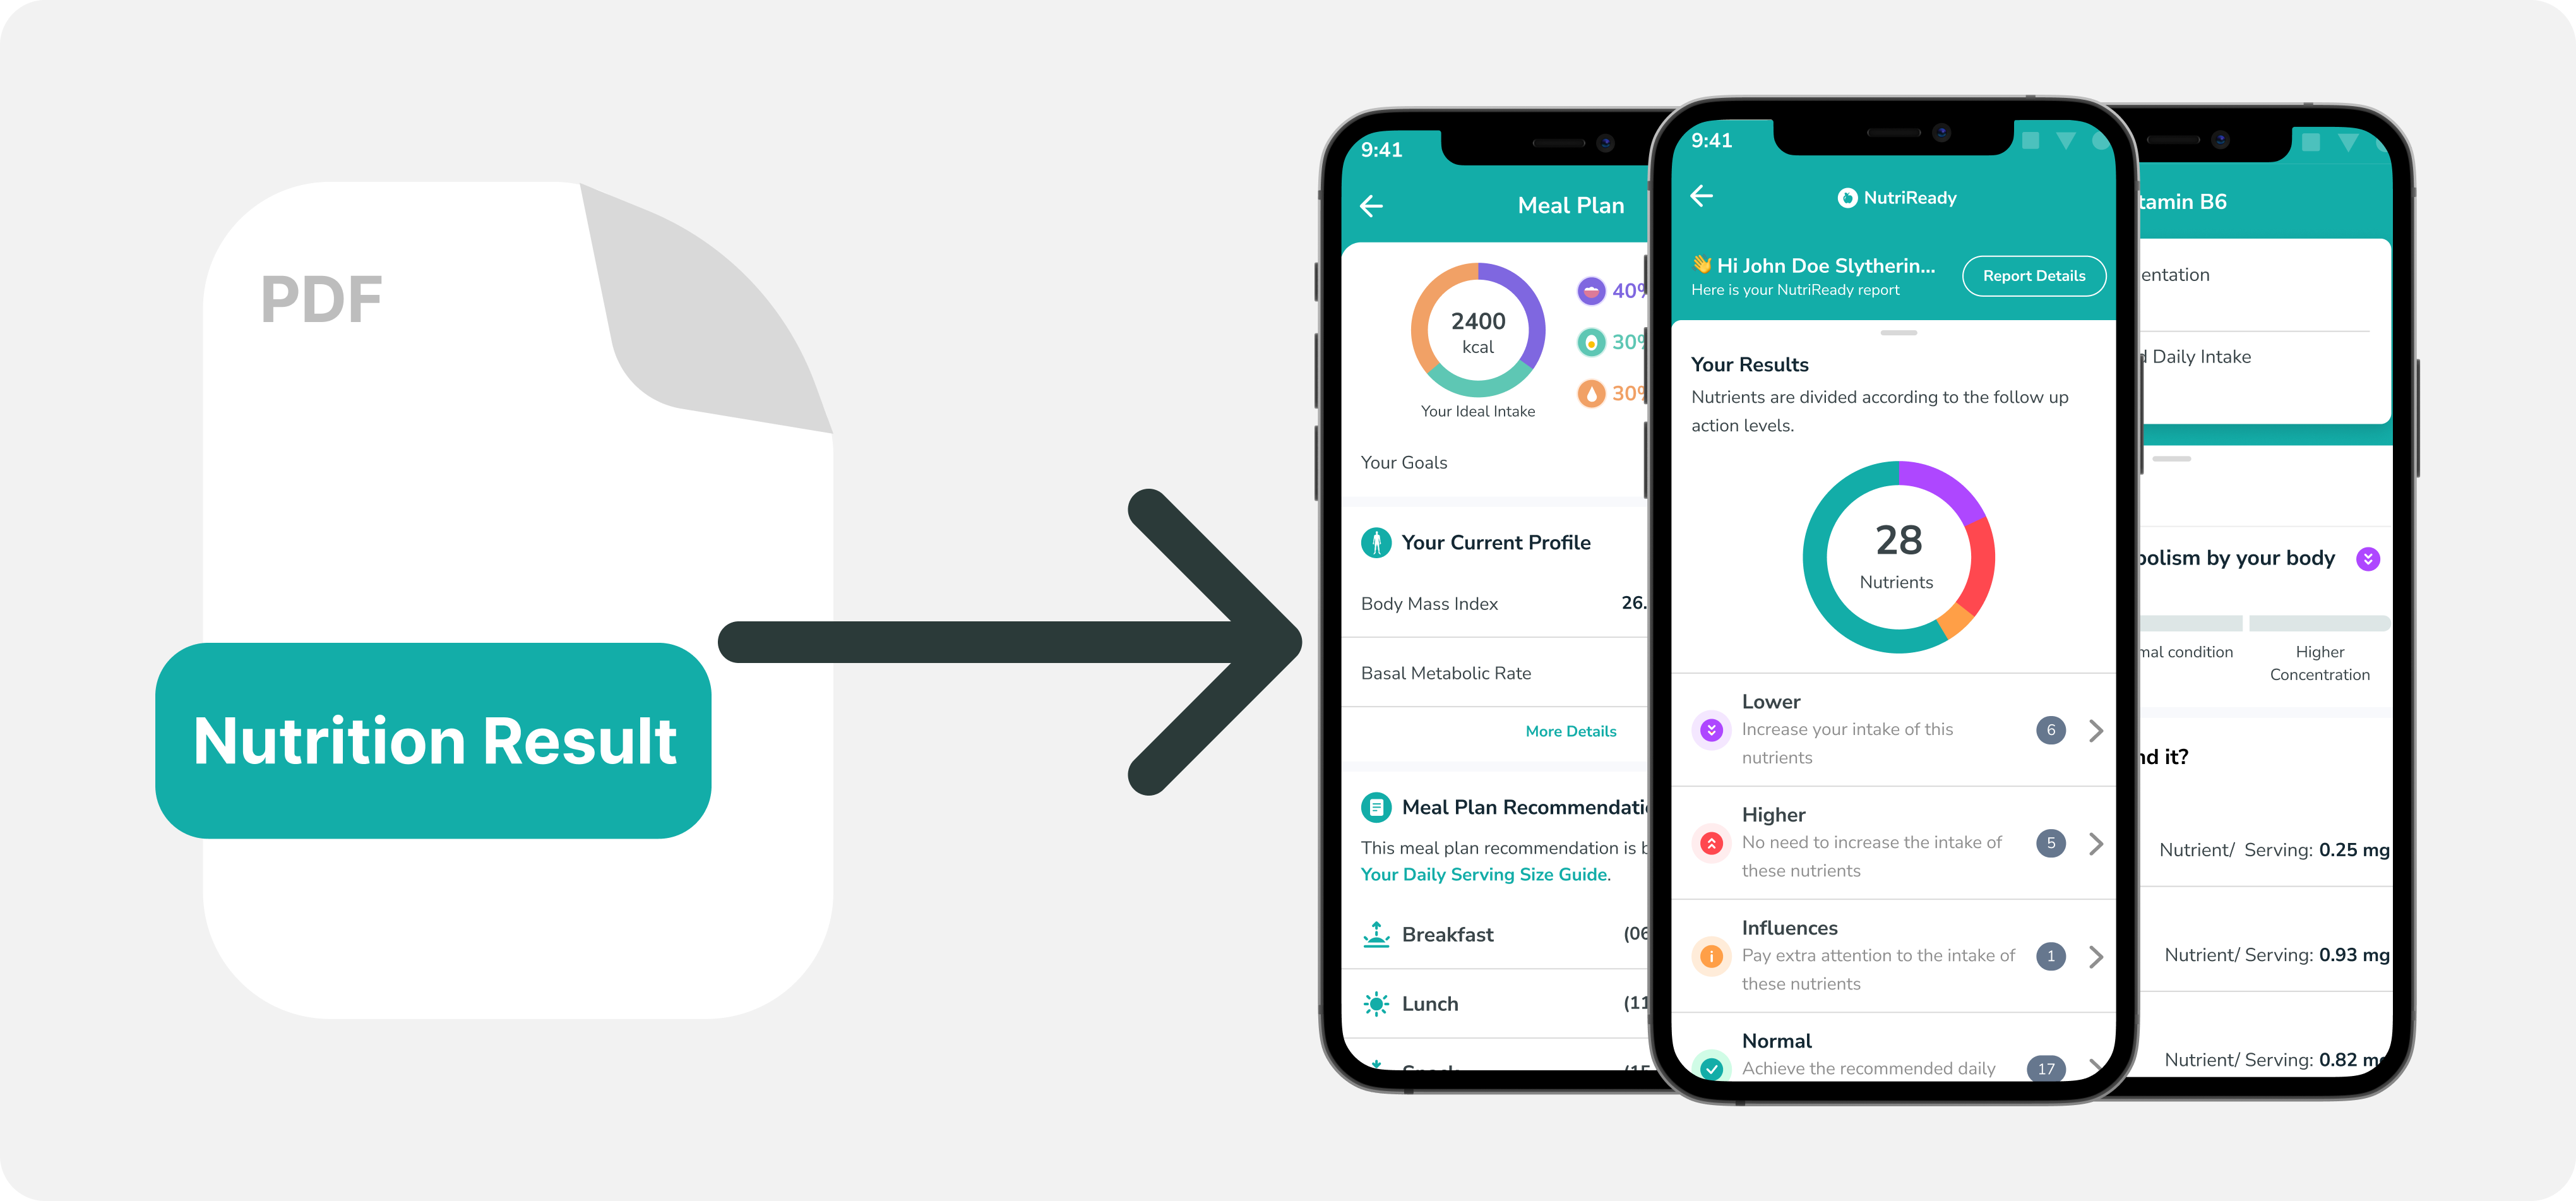 PDF
Nutrition Result
9:41
Meal Plan
2400
kcal
Your Ideal Intake
40%
30%
30%
Your Goals
Your Current Profile
Body Mass Index
26.
Basal Metabolic Rate
More Details
Meal Plan
This meal plan recommendation is
Your Daily Serving Size Guide.
Breakfast
(06
Lunch
(11
9:41
NutriReady
👋 Hi John Doe Slytherin...
Here is your NutriReady report
Report Details
Your Results
Nutrients are divided according to the follow up
action levels.
28
Nutrients
Lower
Increase your intake of this
nutrients
6
Higher
No need to increase the intake of
these nutrients
5
Influences
Pay extra attention to the intake of
these nutrients
1
Normal
Achieve the recommended daily
17
B6
Daily Intake
by your body
condition
Higher
Concentration
it?
Nutrient/ Serving: 0.25 mg
Nutrient/ Serving: 0.93 mg
Nutrient/ Serving: 0.82 mg